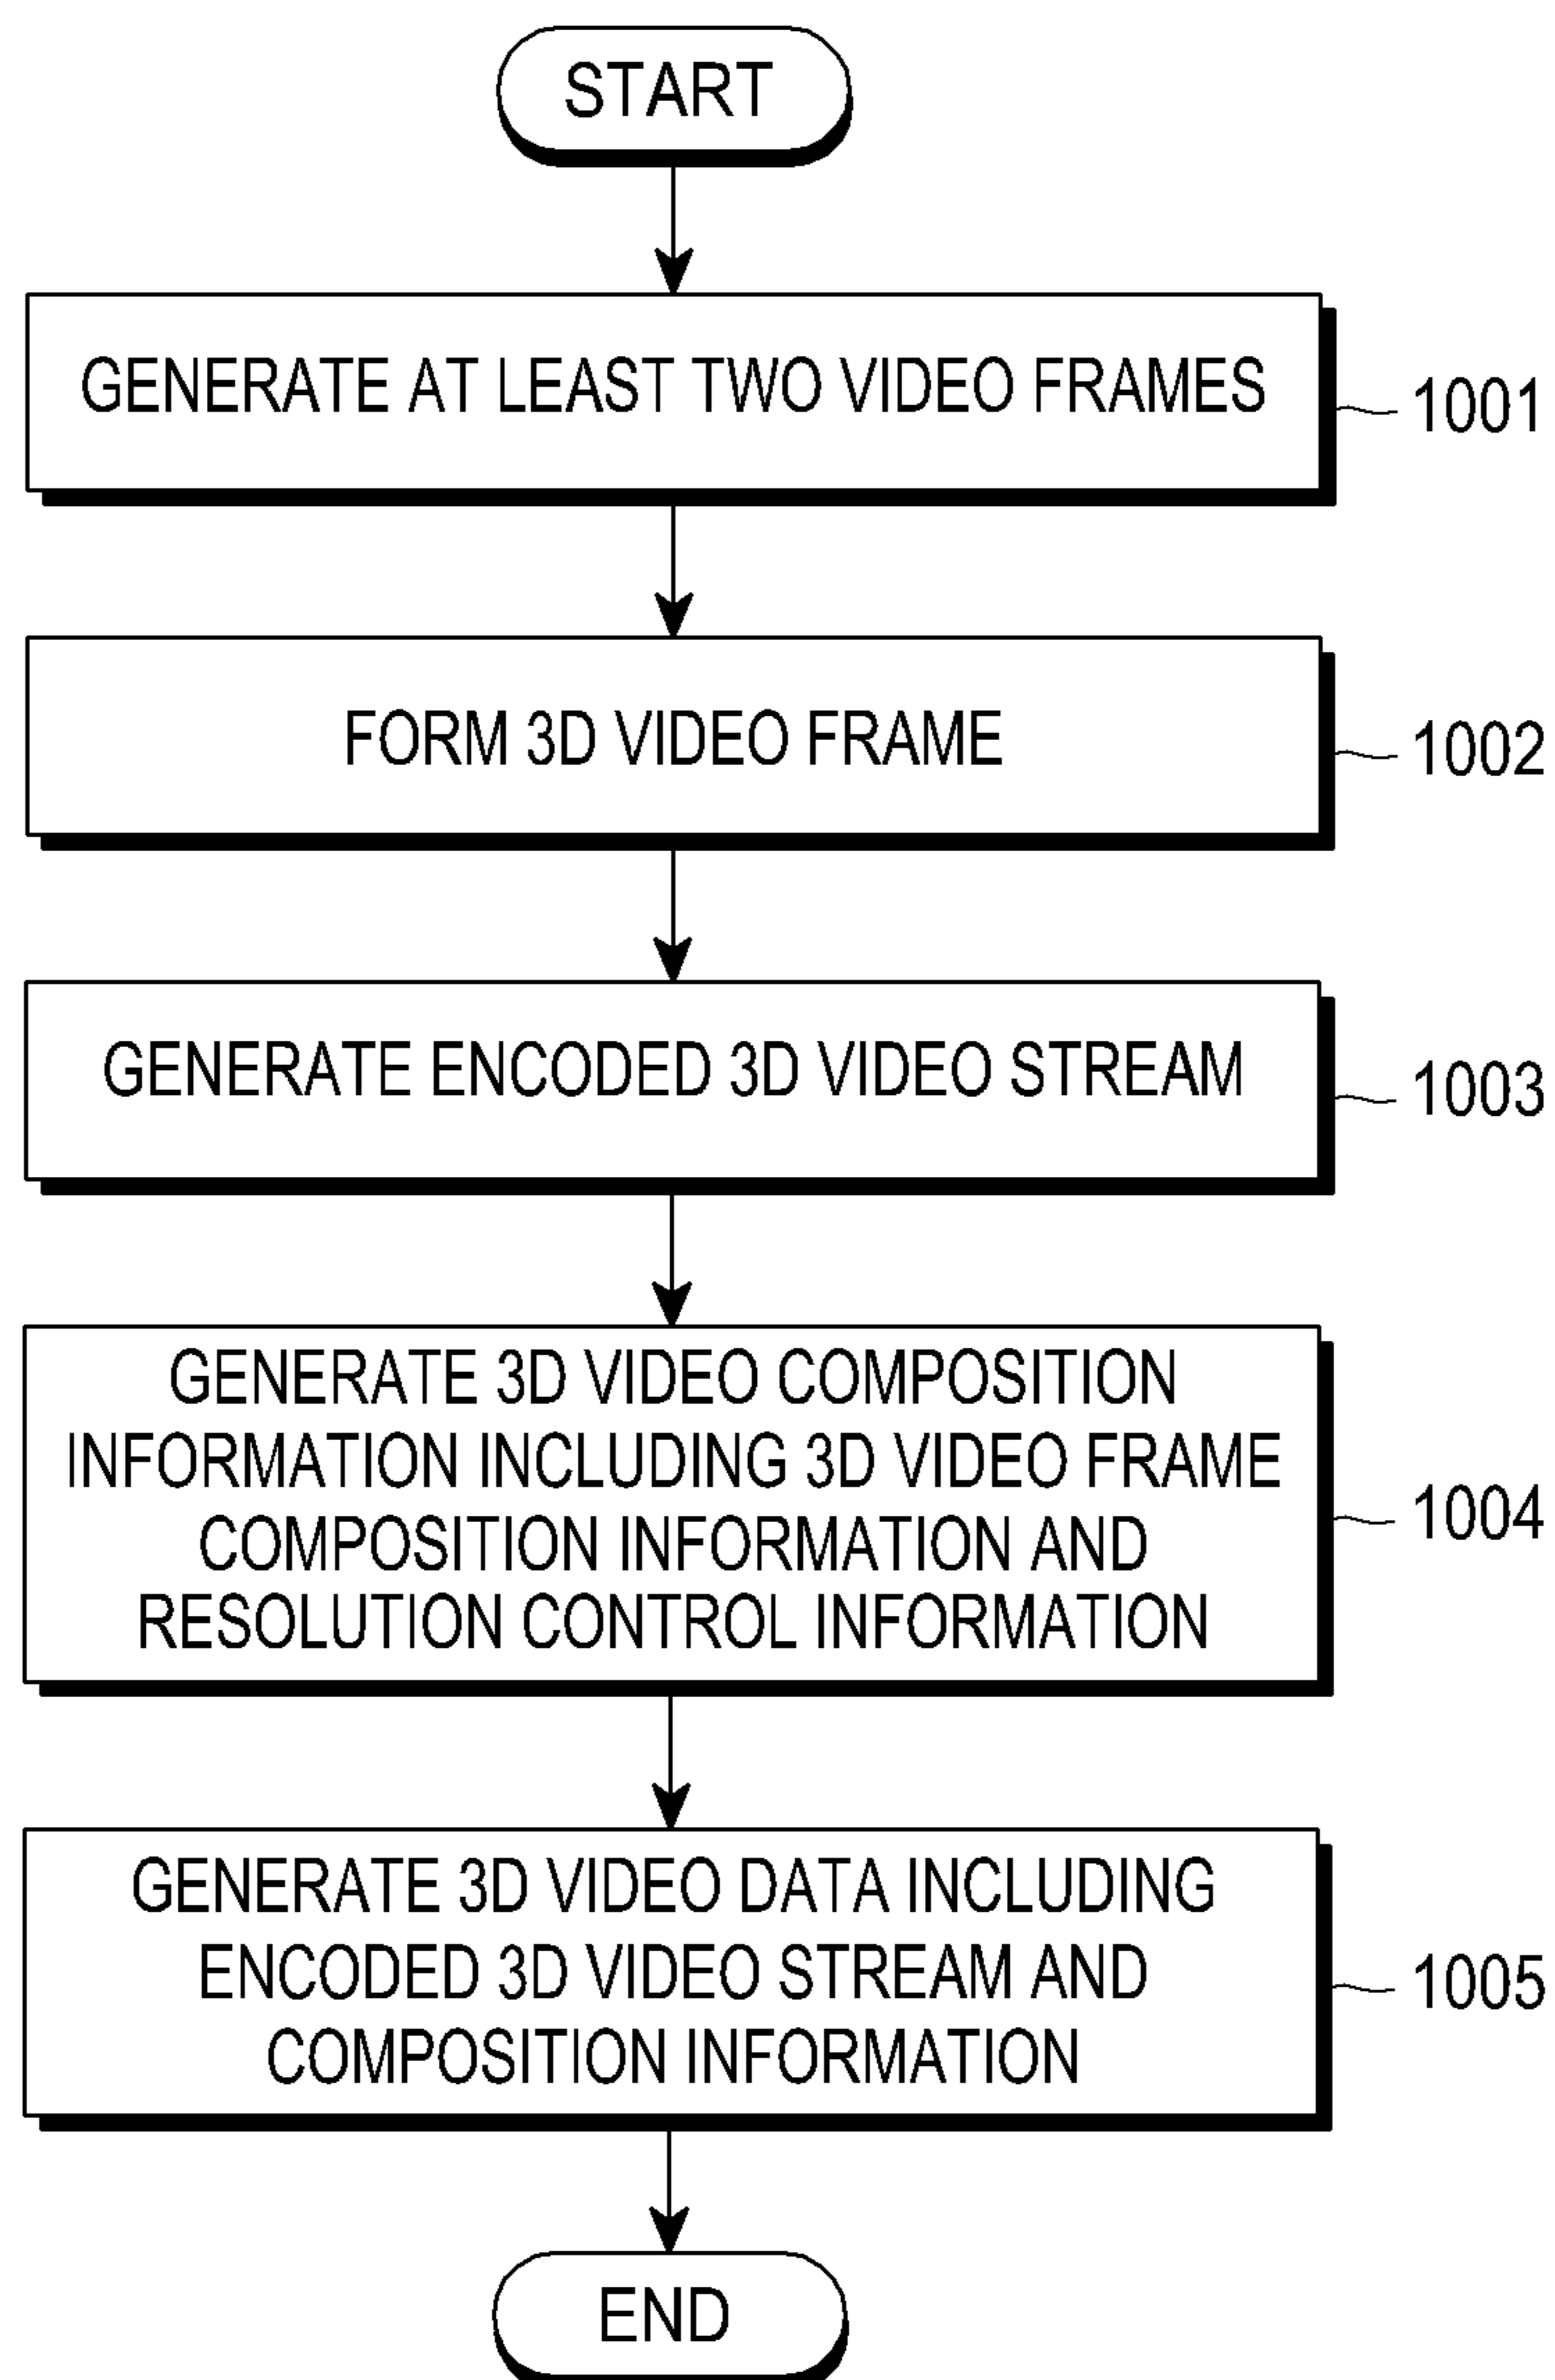 START
GENERATE AT LEAST TWO VIDEO FRAMES
1001
FORM 3D VIDEO FRAME
1002
GENERATE ENCODED 3D VIDEO STREAM
1003
GENERATE 3D VIDEO COMPOSITION
INFORMATION INCLUDING 3D VIDEO FRAME
COMPOSITION INFORMATION AND
RESOLUTION CONTROL INFORMATION
1004
GENERATE 3D VIDEO DATA INCLUDING
ENCODED 3D VIDEO STREAM AND
COMPOSITION INFORMATION
1005
END